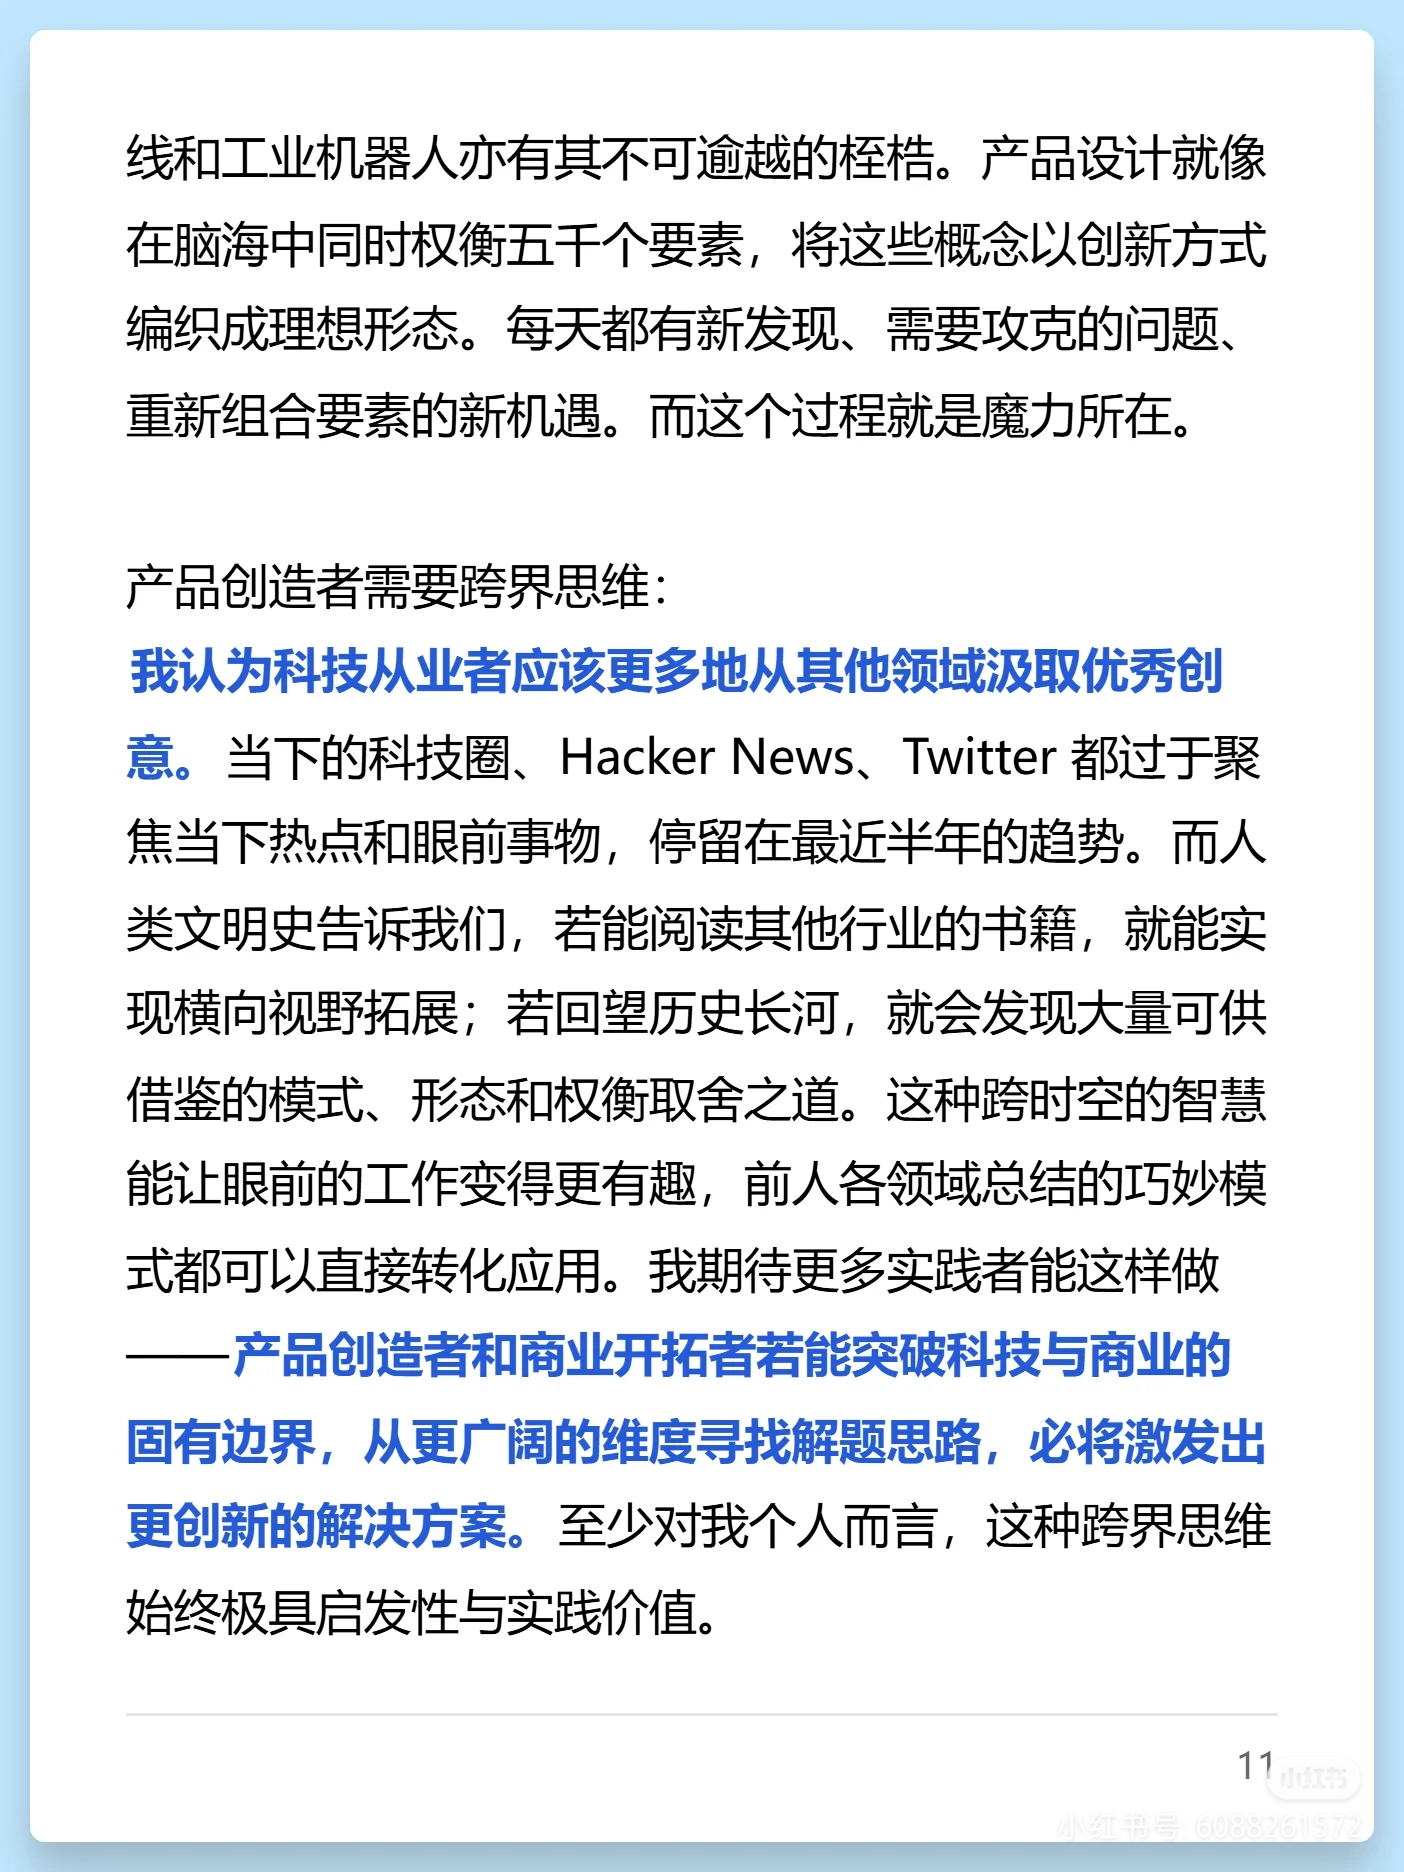 线和工业机器人亦有其不可逾越的桎梏。产品设计就像
在脑海中同时权衡五千个要素，将这些概念以创新方式
编织成理想形态。每天都有新发现、需要攻克的问题、
重新组合要素的新机遇。而这个过程就是魔力所在。
产品创造者需要跨界思维：
我认为科技从业者应该更多地从其他领域汲取优秀创
意。当下的科技圈、Hacker News、Twitter 都过于聚
焦当下热点和眼前事物，停留在最近半年的趋势。而人
类文明史告诉我们，若能阅读其他行业的书籍，就能实
现横向视野拓展；若回望历史长河，就会发现大量可供
借鉴的模式、形态和权衡取舍之道。这种跨时空的智慧
能让眼前的工作变得更有趣，前人各领域总结的巧妙模
式都可以直接转化应用。我期待更多实践者能这样做
——产品创造者和商业开拓者若能突破科技与商业的
固有边界，从更广阔的维度寻找解题思路，必将激发出
更创新的解决方案。至少对我个人而言，这种跨界思维
始终极具启发性与实践价值。
11
小红书
小红书号 6088261572